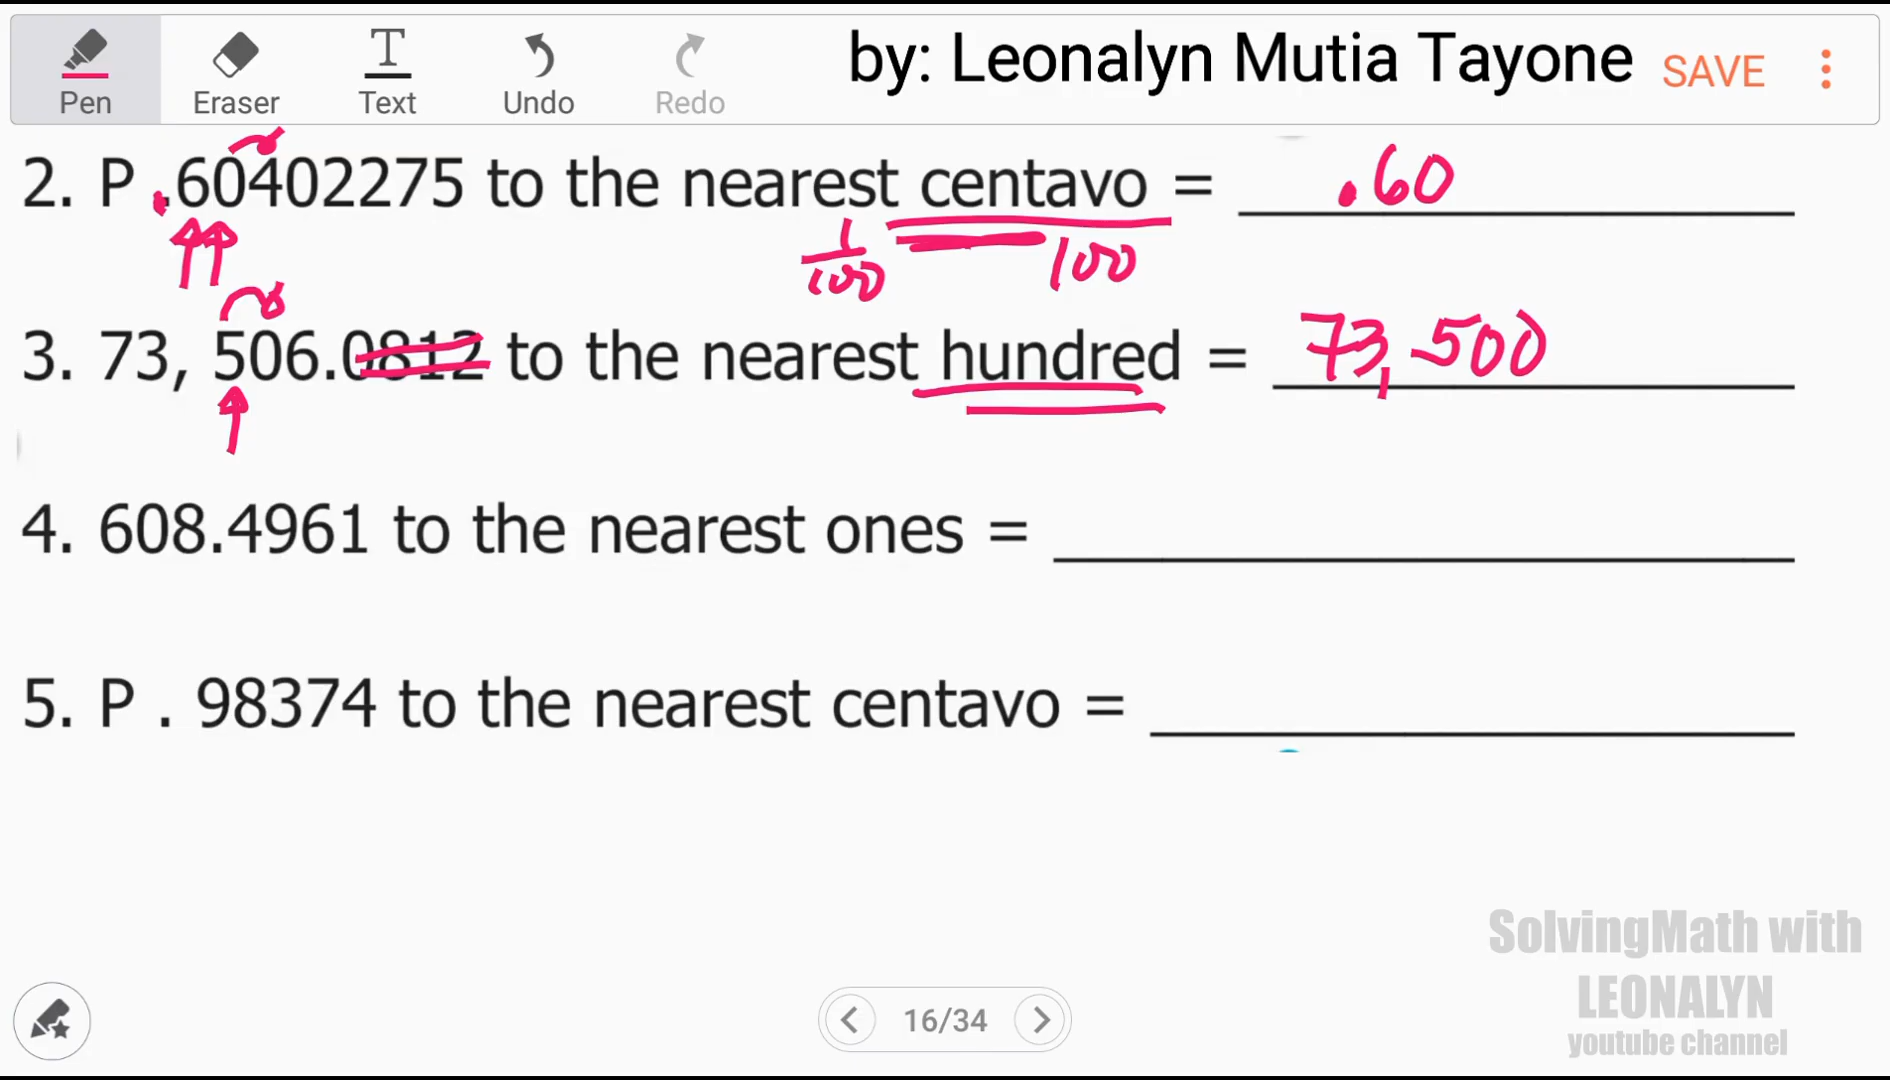 by: Leonalyn Mutia Tayone
SAVE
Pen Eraser Text Undo Redo
2. P .60402275 to the nearest centavo = .60
1/100 100
3. 73, 506.0812 to the nearest hundred = 73,500
4. 608.4961 to the nearest ones =
5. P . 98374 to the nearest centavo =
SolvingMath with
LEONALYN
youtube channel
16/34